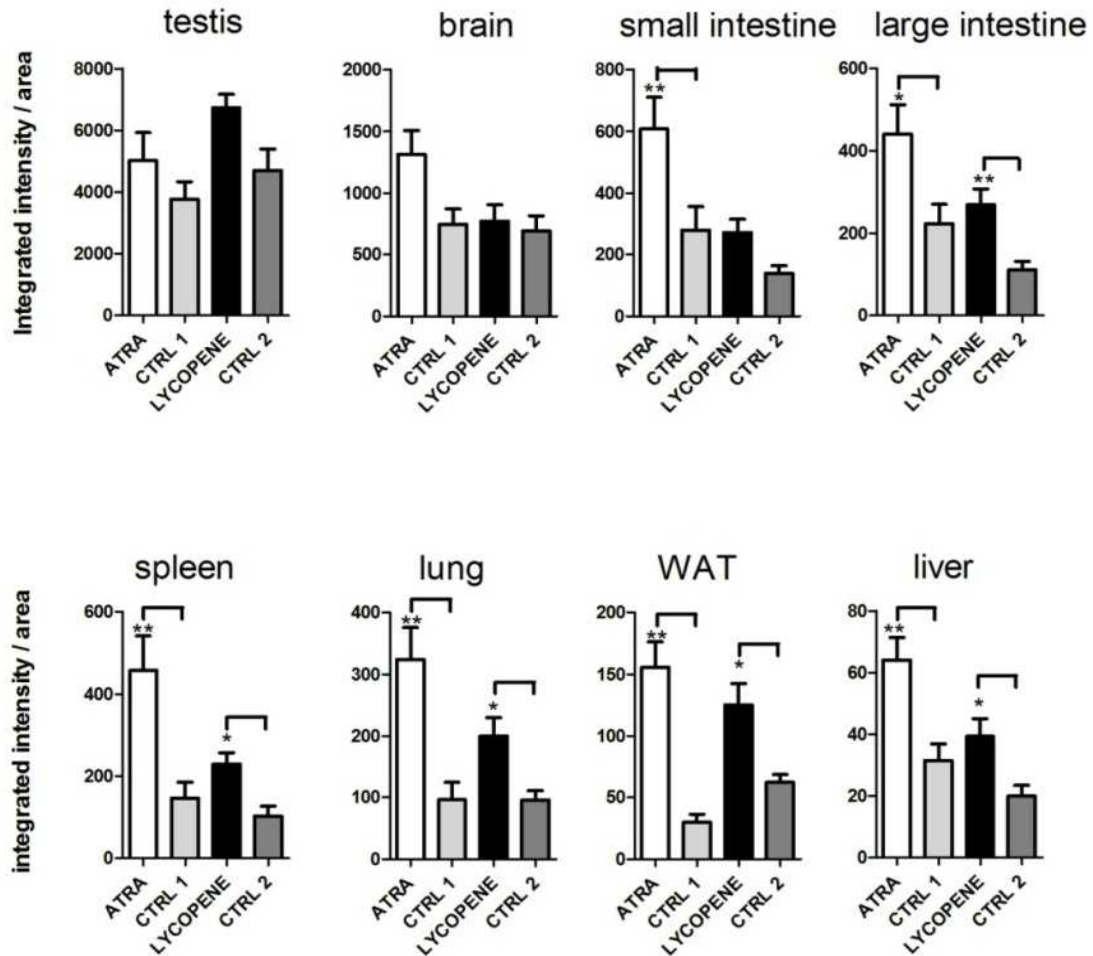 testis brain small intestine large intestine
Integrated intensity / area
8000
6000
4000
2000
0
ATRA
CTRL 1
LYCOPENE
CTRL 2
2000
1500
1000
500
0
ATRA
CTRL 1
LYCOPENE
CTRL 2
800
600
400
200
0
**
ATRA
CTRL 1
LYCOPENE
CTRL 2
600
400
200
0
*
**
ATRA
CTRL 1
LYCOPENE
CTRL 2
spleen lung WAT liver
integrated intensity / area
600
400
200
0
**
*
ATRA
CTRL 1
LYCOPENE
CTRL 2
400
300
200
100
0
**
*
ATRA
CTRL 1
LYCOPENE
CTRL 2
200
150
100
50
0
**
*
ATRA
CTRL 1
LYCOPENE
CTRL 2
80
60
40
20
0
**
*
ATRA
CTRL 1
LYCOPENE
CTRL 2